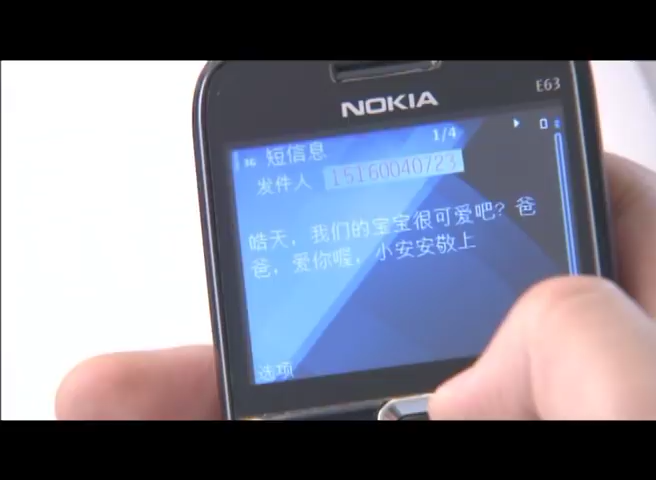 NOKIA
E63
1/4
短信息
发件人 15160040723
皓天，我们的宝宝很可爱吧？爸
爸，爱你喔，小安安敬上
选项